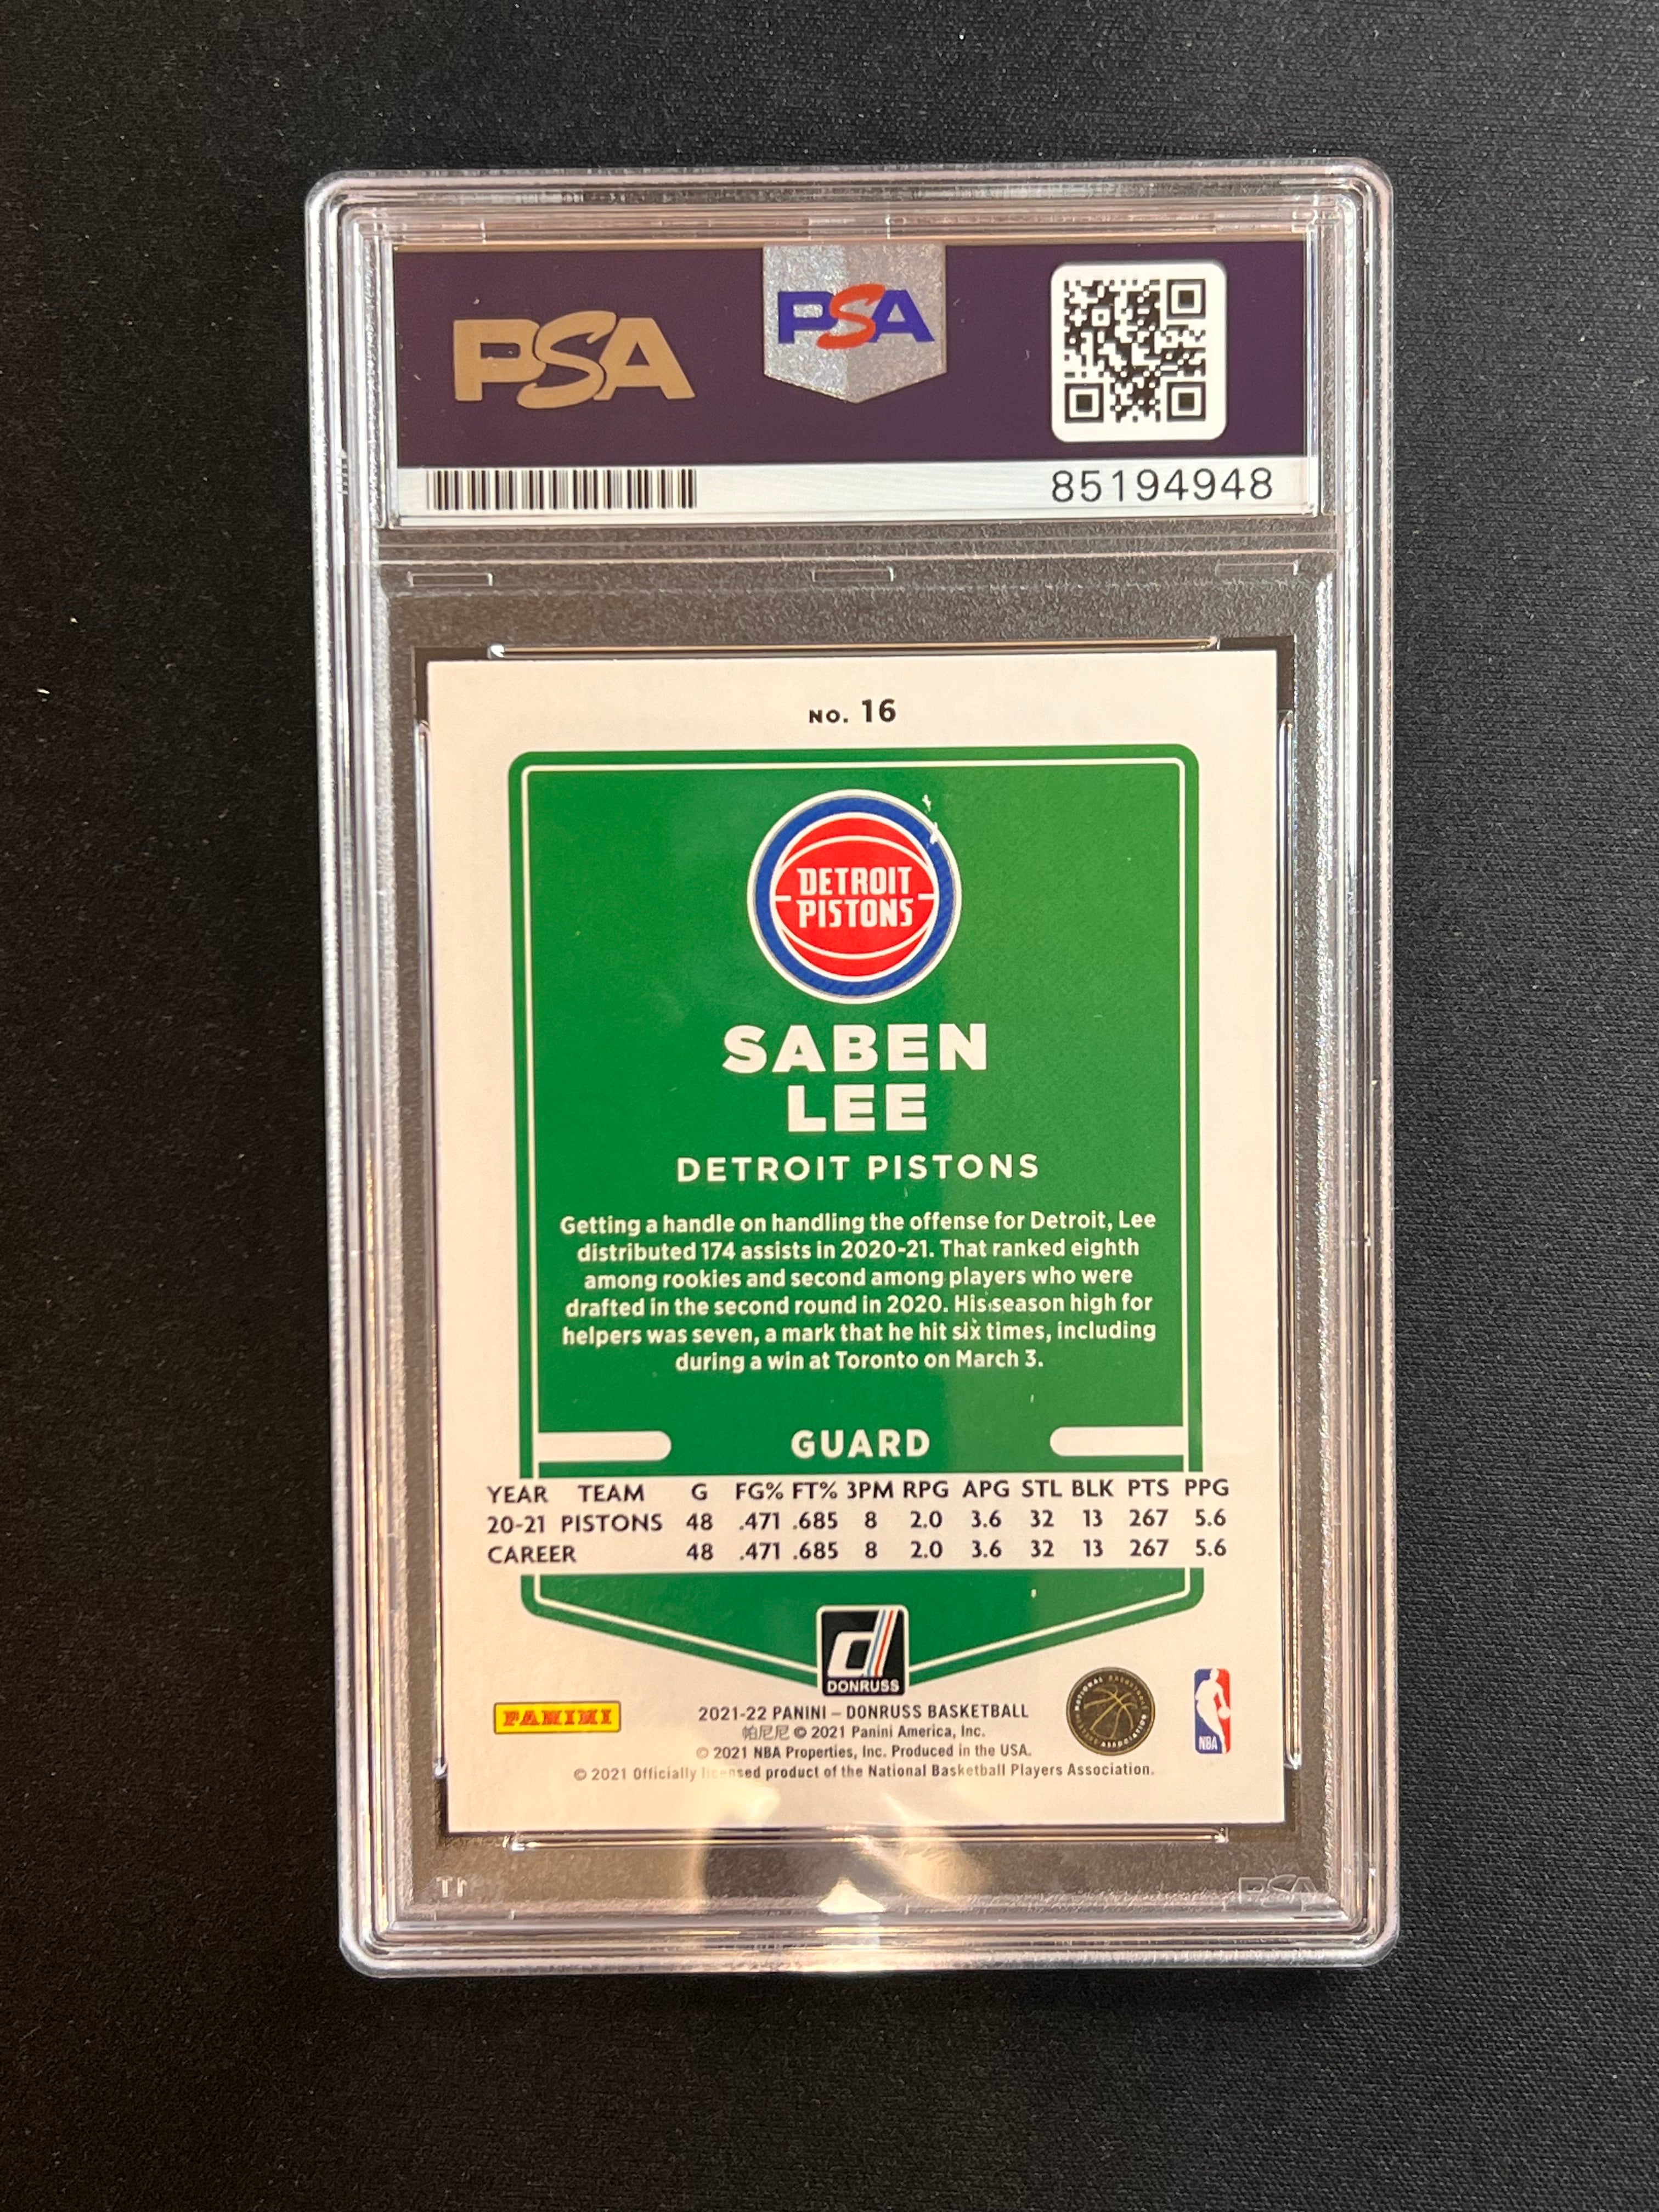 PSA
PSA
85194948
NO. 16
DETROIT
PISTONS
SABEN
LEE
DETROIT PISTONS
Getting a handle on handling the offense for Detroit, Lee
distributed 174 assists in 2020-21. That ranked eighth
among rookies and second among players who were
drafted in the second round in 2020. His season high for
helpers was seven, a mark that he hit six times, including
during a win at Toronto on March 3.
GUARD
YEAR TEAM G FG% FT% 3PM RPG APG STL BLK PTS PPG
20-21 PISTONS 48 .471 .685 8 2.0 3.6 32 13 267 5.6
CAREER 48 .471 .685 8 2.0 3.6 32 13 267 5.6
DONRUSS
PANINI
2021-22 PANINI – DONRUSS BASKETBALL
帕尼尼 © 2021 Panini America, Inc.
© 2021 NBA Properties, Inc. Produced in the USA.
© 2021 Officially licensed product of the National Basketball Players Association.
NBA
PSA